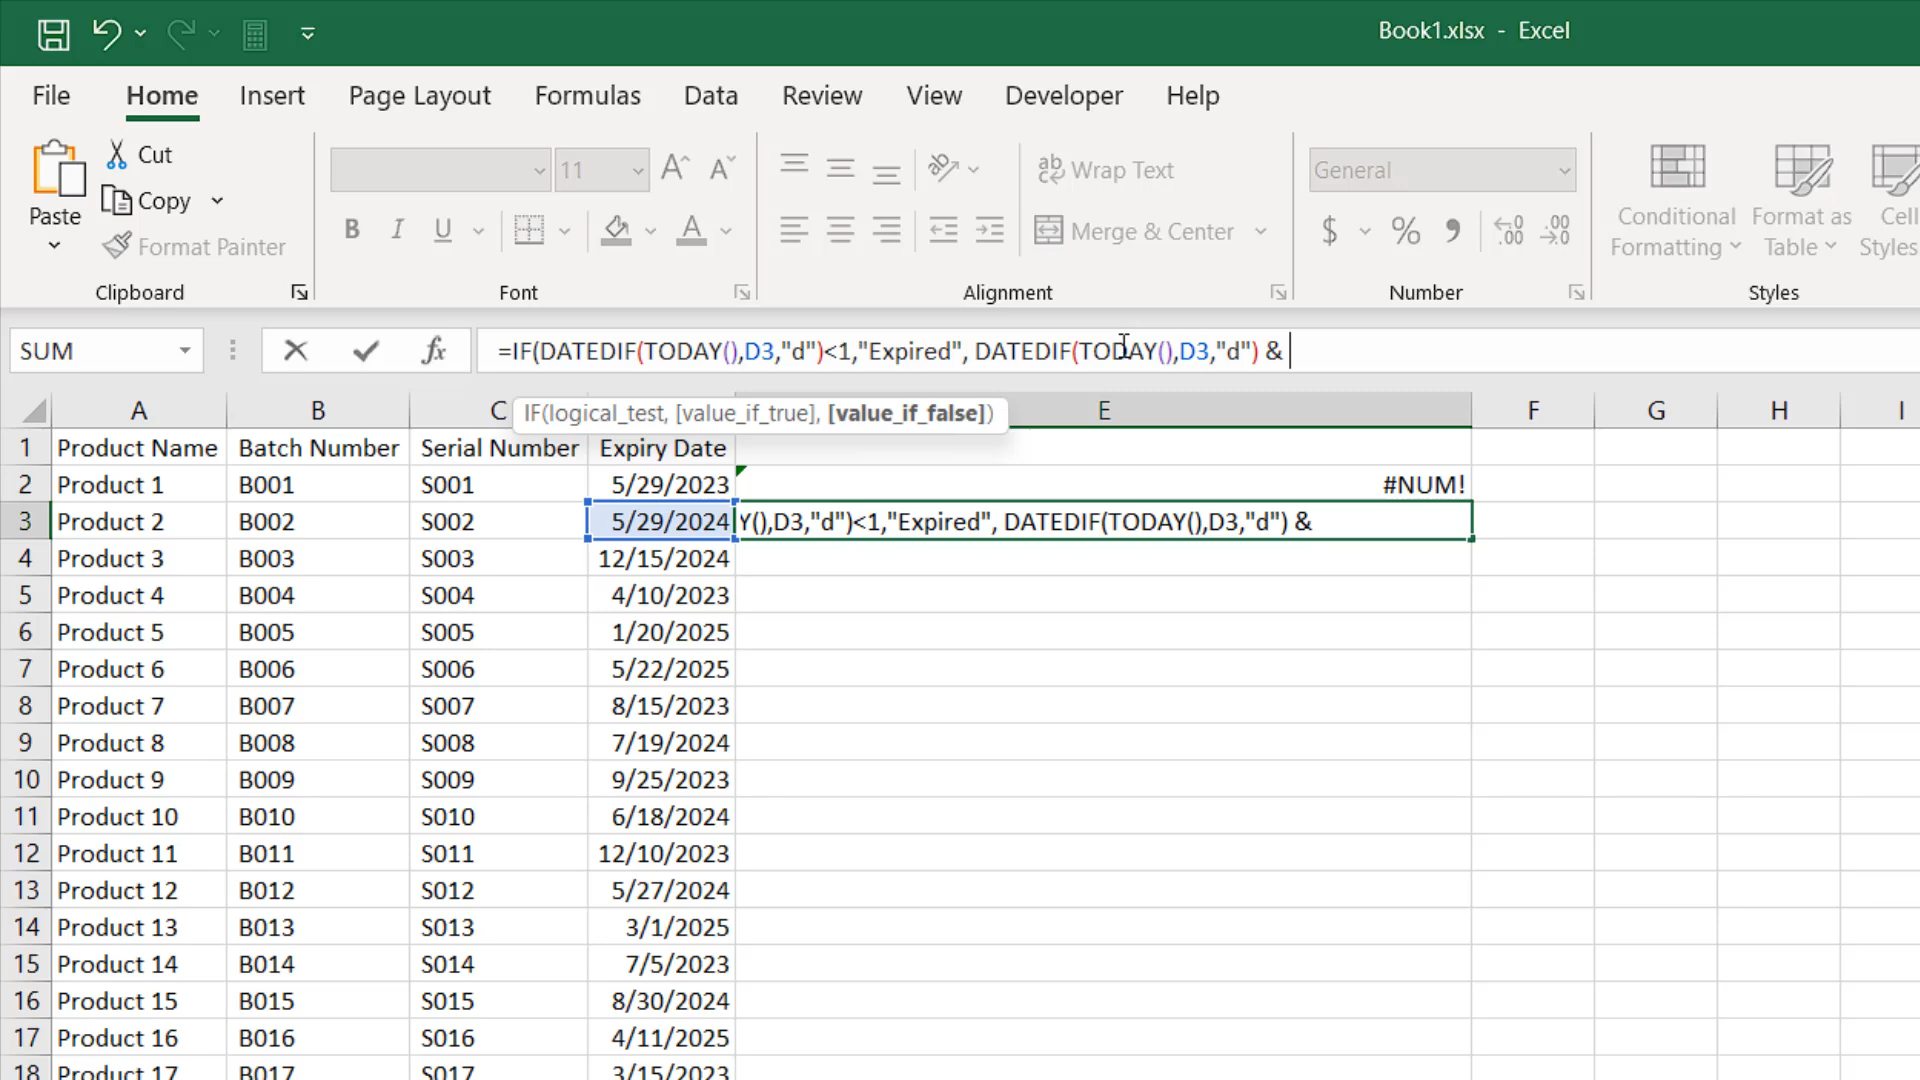 Book1.xlsx - Excel
File Home Insert Page Layout Formulas Data Review View Developer Help
Paste
Cut
Copy
Format Painter
Clipboard
11
B I U
Font
Wrap Text
Merge & Center
Alignment
General
$ % 9
Number
Conditional Formatting
Format as Table
Cell Styles
Styles
SUM
fx
=IF(DATEDIF(TODAY(),D3,"d")<1,"Expired", DATEDIF(TODAY(),D3,"d") &
IF(logical_test, [value_if_true], [value_if_false])
A B C E F G H I
1 Product Name Batch Number Serial Number Expiry Date
2 Product 1 B001 S001 5/29/2023 #NUM!
3 Product 2 B002 S002 5/29/2024 Y(),D3,"d")<1,"Expired", DATEDIF(TODAY(),D3,"d") &
4 Product 3 B003 S003 12/15/2024
5 Product 4 B004 S004 4/10/2023
6 Product 5 B005 S005 1/20/2025
7 Product 6 B006 S006 5/22/2025
8 Product 7 B007 S007 8/15/2023
9 Product 8 B008 S008 7/19/2024
10 Product 9 B009 S009 9/25/2023
11 Product 10 B010 S010 6/18/2024
12 Product 11 B011 S011 12/10/2023
13 Product 12 B012 S012 5/27/2024
14 Product 13 B013 S013 3/1/2025
15 Product 14 B014 S014 7/5/2023
16 Product 15 B015 S015 8/30/2024
17 Product 16 B016 S016 4/11/2025
18 Product 17 B017 S017 3/15/2023